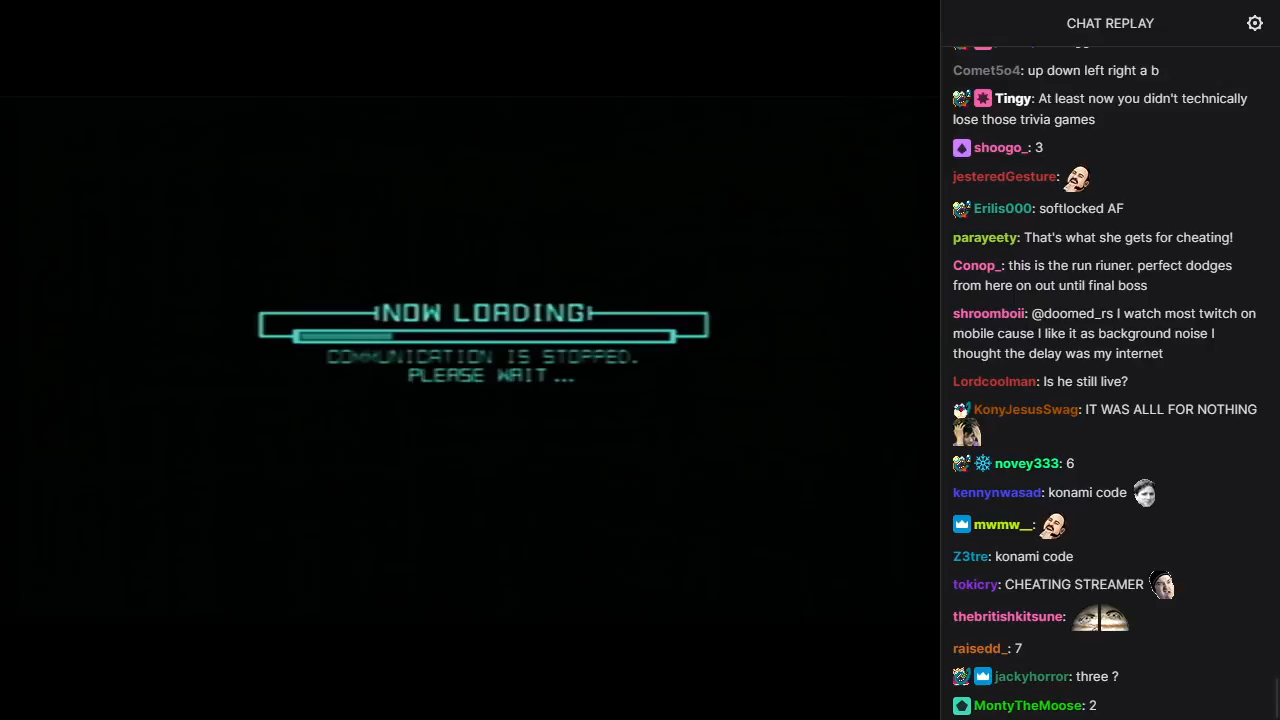 NOW LOADING
COMMUNICATION IS STOPPED.
PLEASE WAIT ...
CHAT REPLAY
Comet5o4: up down left right a b
Tingy: At least now you didn't technically
lose those trivia games
shoogo_: 3
jesteredGesture:
Erilis000: softlocked AF
parayeety: That's what she gets for cheating!
Conop_: this is the run riuner. perfect dodges
from here on out until final boss
shroomboii: @doomed_rs I watch most twitch on
mobile cause I like it as background noise I
thought the delay was my internet
Lordcoolman: Is he still live?
KonyJesusSwag: IT WAS ALLL FOR NOTHING
novey333: 6
kennynwasad: konami code
mwmw__:
Z3tre: konami code
tokicry: CHEATING STREAMER
thebritishkitsune:
raisedd_: 7
jackyhorror: three ?
MontyTheMoose: 2